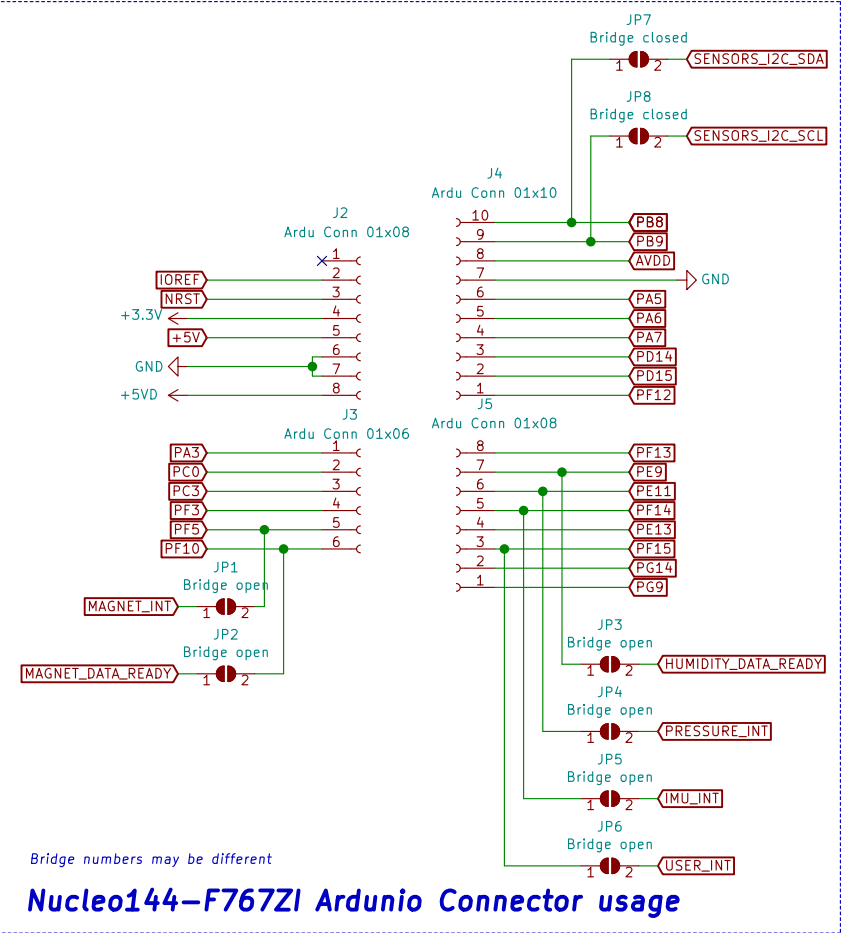 JP7
Bridge closed
1 2 SENSORS_I2C_SDA
JP8
Bridge closed
1 2 SENSORS_I2C_SCL
J4
Ardu Conn 01x10
10 PB8
9 PB9
8 AVDD
7 GND
6 PA5
5 PA6
4 PA7
3 PD14
2 PD15
1 PF12
J2
Ardu Conn 01x08
1
IOREF 2
NRST 3
+3.3V 4
+5V 5
6
GND 7
+5VD 8
J3
Ardu Conn 01x06
PA3 1
PC0 2
PC3 3
PF3 4
PF5 5
PF10 6
JP1
Bridge open
MAGNET_INT 1 2
JP2
Bridge open
MAGNET_DATA_READY 1 2
J5
Ardu Conn 01x08
8 PF13
7 PE9
6 PE11
5 PF14
4 PE13
3 PF15
2 PG14
1 PG9
JP3
Bridge open
1 2 HUMIDITY_DATA_READY
JP4
Bridge open
1 2 PRESSURE_INT
JP5
Bridge open
1 2 IMU_INT
JP6
Bridge open
1 2 USER_INT
Bridge numbers may be different
Nucleo144-F767ZI Ardunio Connector usage